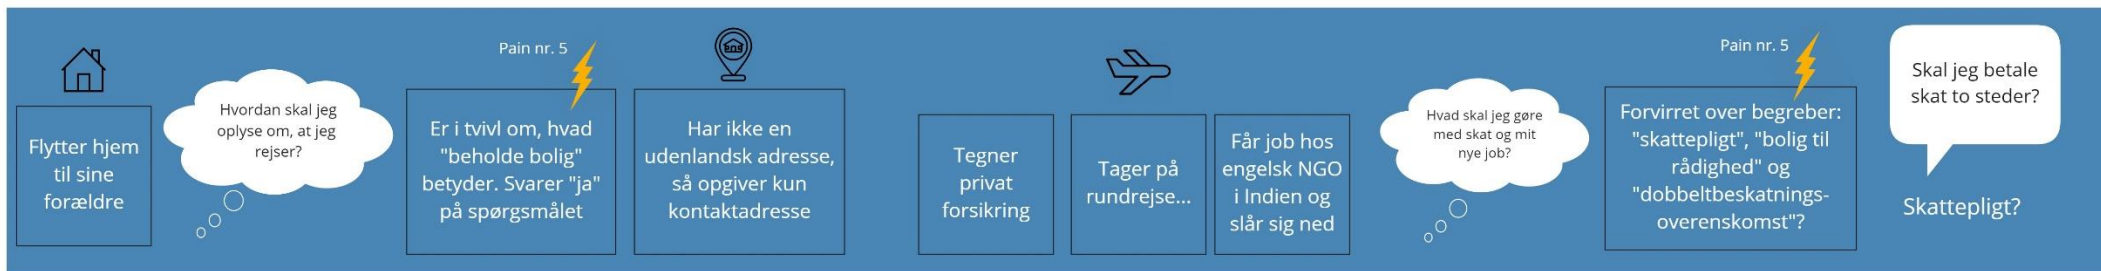 Flytter hjem
til sine
forældre
Hvordan skal jeg
oplyse om, at jeg
rejser?
Pain nr. 5
Er i tvivl om, hvad
"beholde bolig"
betyder. Svarer "ja"
på spørgsmålet
Har ikke en
udenlandsk adresse,
så opgiver kun
kontaktadresse
Tegner
privat
forsikring
Tager på
rundrejse...
Får job hos
engelsk NGO
i Indien og
slår sig ned
Hvad skal jeg gøre
med skat og mit
nye job?
Pain nr. 5
Forvirret over begreber:
"skattepligt", "bolig til
rådighed" og
"dobbeltbeskatnings-
overenskomst"?
Skal jeg betale
skat to steder?
Skattepligt?